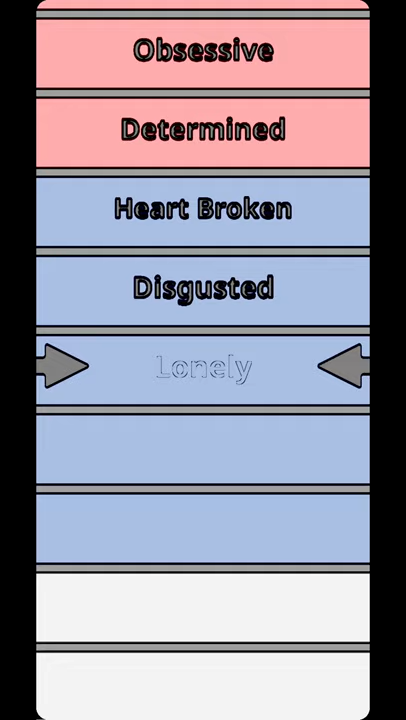 Obsessive
Determined
Heart Broken
Disgusted
Lonely